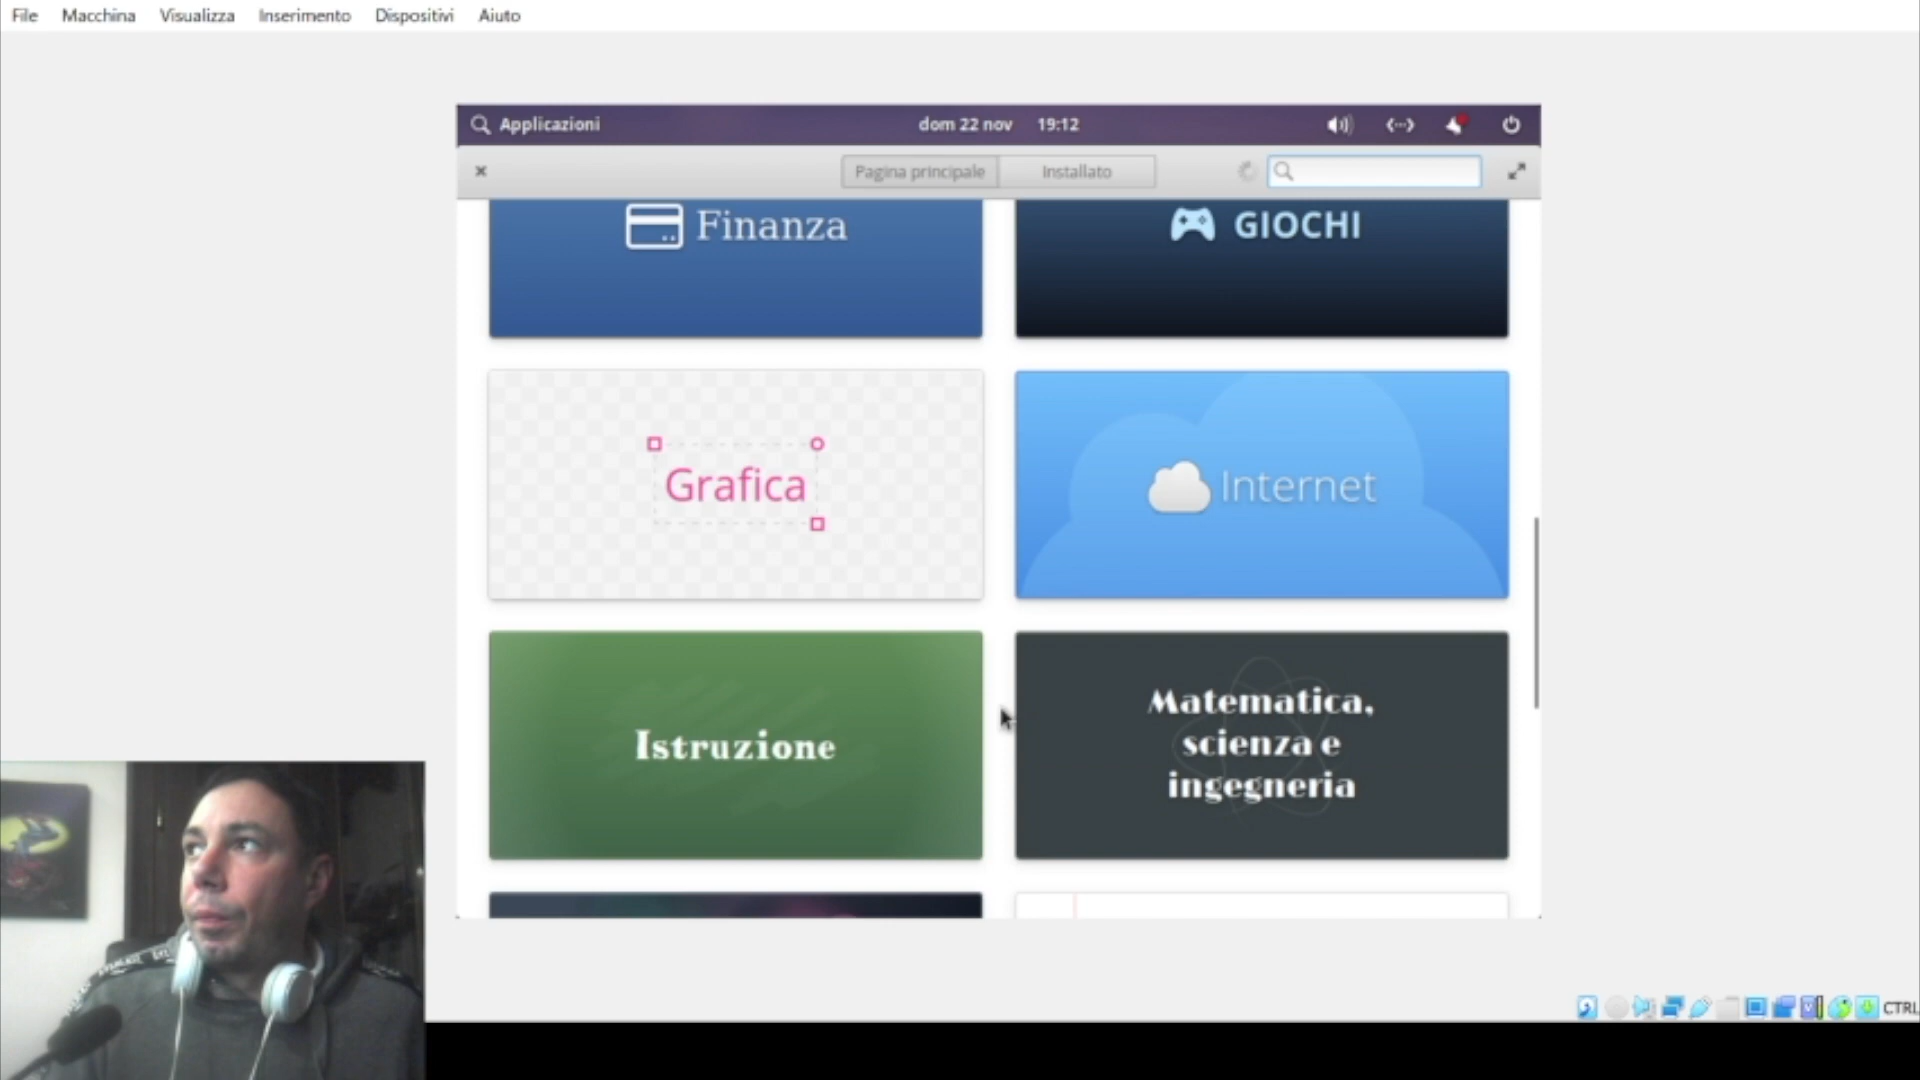 File Macchina Visualizza Inserimento Dispositivi Aiuto
Applicazioni dom 22 nov 19:12
Pagina principale Installato
Finanza
GIOCHI
Grafica
Internet
Istruzione
Matematica,
scienza e
ingegneria
CTRL